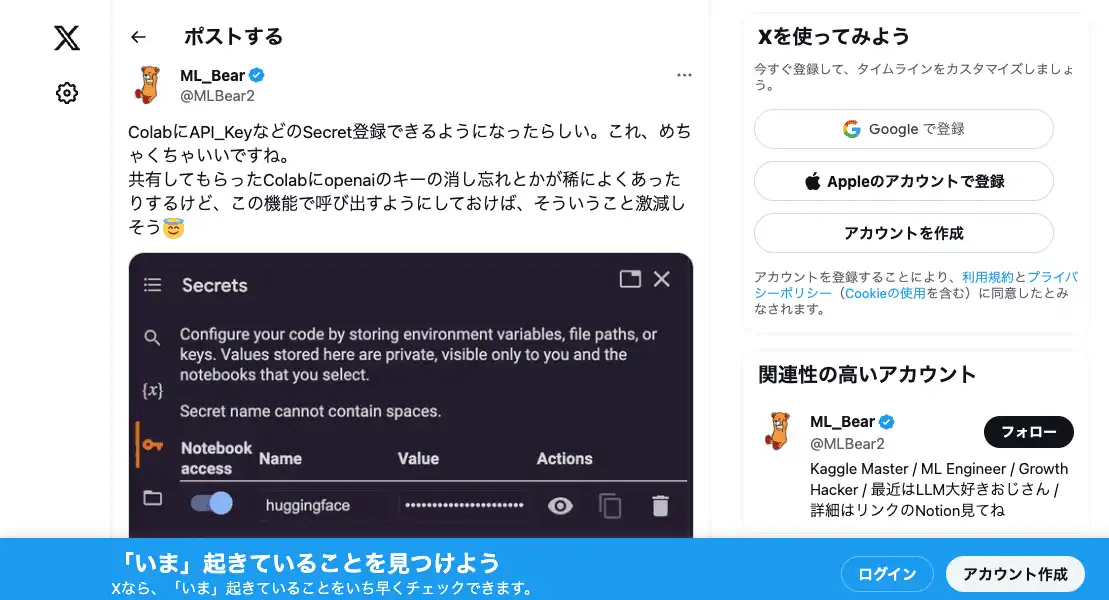 ポストする
ML_Bear
@MLBear2
ColabにAPI_KeyなどのSecret登録できるようになったらしい。これ、めち
ゃくちゃいいですね。
共有してもらったColabにopenaiのキーの消し忘れとかが稀によくあった
りするけど、この機能で呼び出すようにしておけば、そういうこと激減し
そう😇
Secrets
Configure your code by storing environment variables, file paths, or
keys. Values stored here are private, visible only to you and the
notebooks that you select.
Secret name cannot contain spaces.
Notebook
access
Name
Value
Actions
huggingface
••••••••••••••••••••••
{x}
Xを使ってみよう
今すぐ登録して、タイムラインをカスタマイズしましょ
う。
Google で登録
Appleのアカウントで登録
アカウントを作成
アカウントを登録することにより、利用規約とプライバ
シーポリシー（Cookieの使用を含む）に同意したとみ
なされます。
関連性の高いアカウント
ML_Bear
@MLBear2
フォロー
Kaggle Master / ML Engineer / Growth
Hacker / 最近はLLM大好きおじさん /
詳細はリンクのNotion見てね
「いま」起きていることを見つけよう
Xなら、「いま」起きていることをいち早くチェックできます。
ログイン
アカウント作成